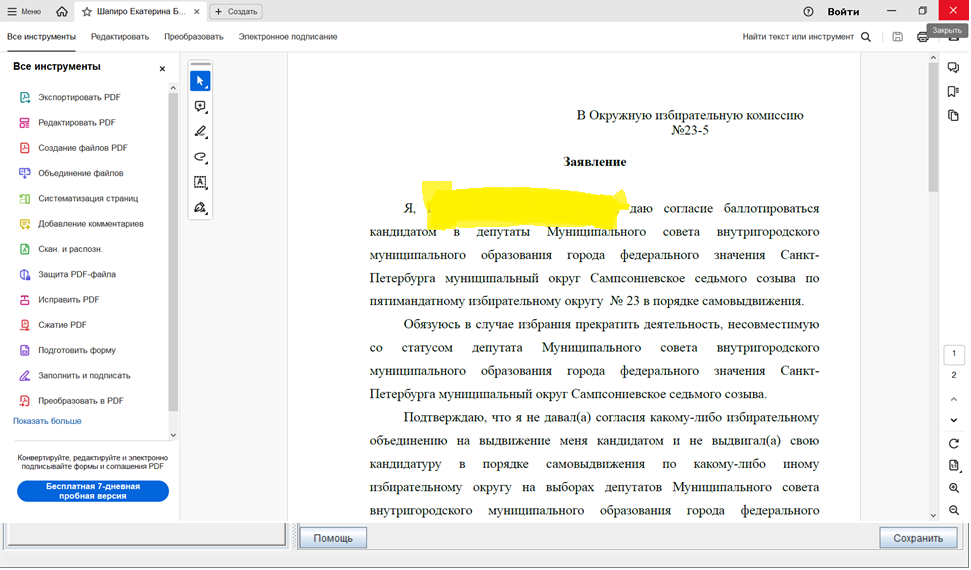 Меню
Шапиро Екатерина Б...
Создать
Войти
Закрыть
Все инструменты
Редактировать
Преобразовать
Электронное подписание
Найти текст или инструмент
Все инструменты
Экспортировать PDF
Редактировать PDF
Создание файлов PDF
Объединение файлов
Систематизация страниц
Добавление комментариев
Скан. и распозн.
Защита PDF-файла
Исправить PDF
Сжатие PDF
Подготовить форму
Заполнить и подписать
Преобразовать в PDF
Показать больше
Конвертируйте, редактируйте и электронно
подписывайте формы и соглашения PDF
Бесплатная 7-дневная
пробная версия
В Окружную избирательную комиссию
№23-5
Заявление
Я, даю согласие баллотироваться
кандидатом в депутаты Муниципального совета внутригородского
муниципального образования города федерального значения Санкт-
Петербурга муниципальный округ Сампсониевское седьмого созыва по
пятимандатному избирательному округу № 23 в порядке самовыдвижения.
Обязуюсь в случае избрания прекратить деятельность, несовместимую
со статусом депутата Муниципального совета внутригородского
муниципального образования города федерального значения Санкт-
Петербурга муниципальный округ Сампсониевское седьмого созыва.
Подтверждаю, что я не давал(а) согласия какому-либо избирательному
объединению на выдвижение меня кандидатом и не выдвигал(а) свою
кандидатуру в порядке самовыдвижения по какому-либо иному
избирательному округу на выборах депутатов Муниципального совета
внутригородского муниципального образования города федерального
1
2
Помощь
Сохранить